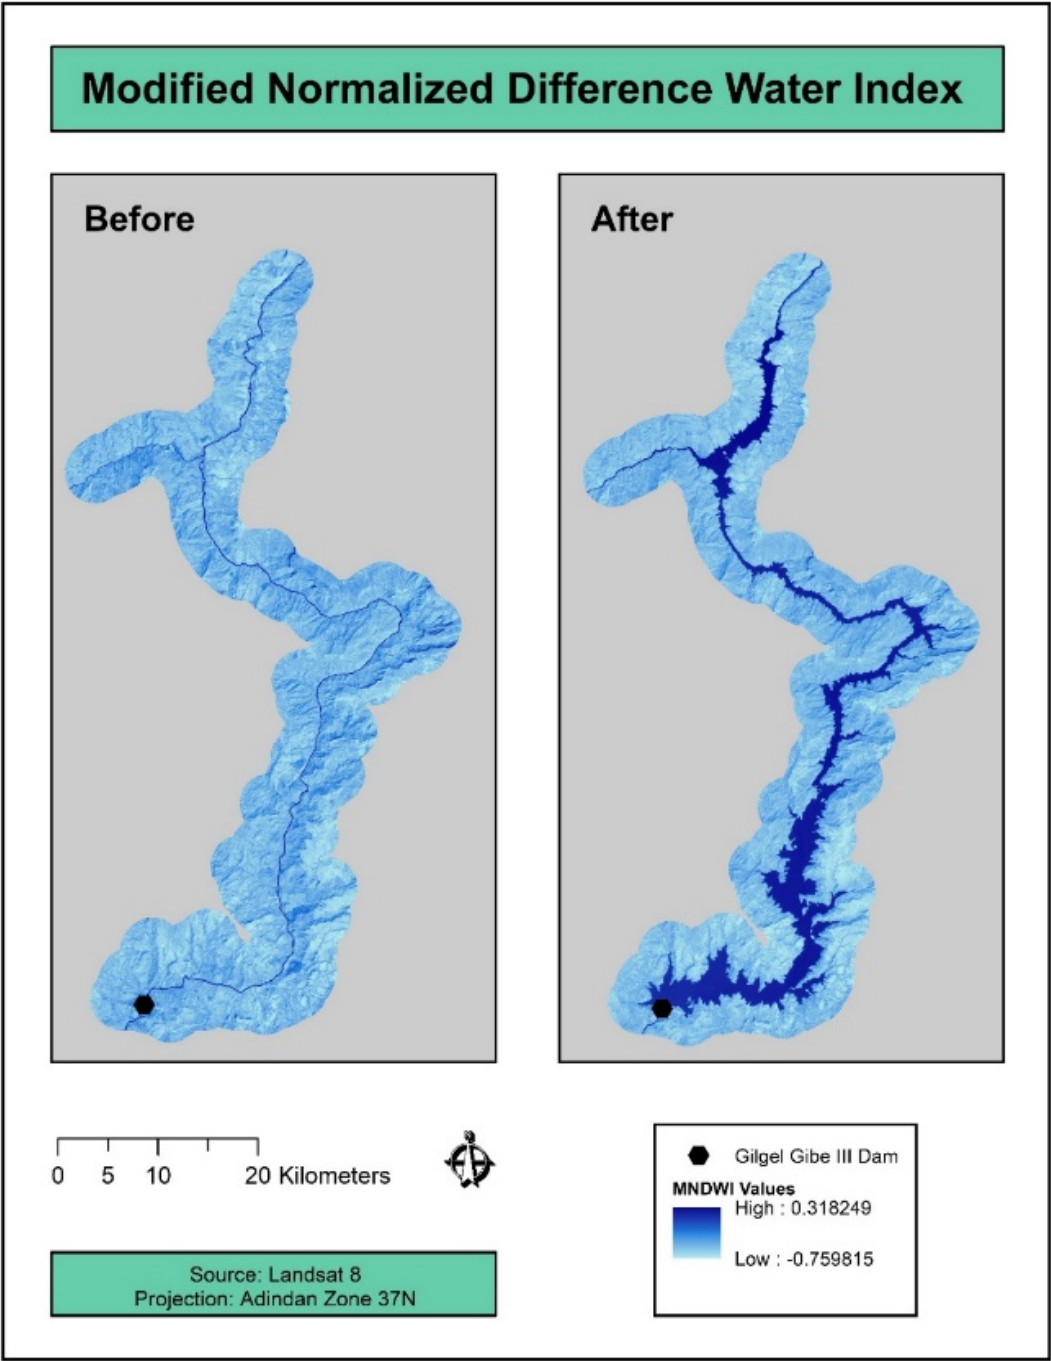 Modified Normalized Difference Water Index
Before
After
0 5 10 20 Kilometers
Gilgel Gibe III Dam
MNDWI Values
High : 0.318249
Low : -0.759815
Source: Landsat 8
Projection: Adindan Zone 37N